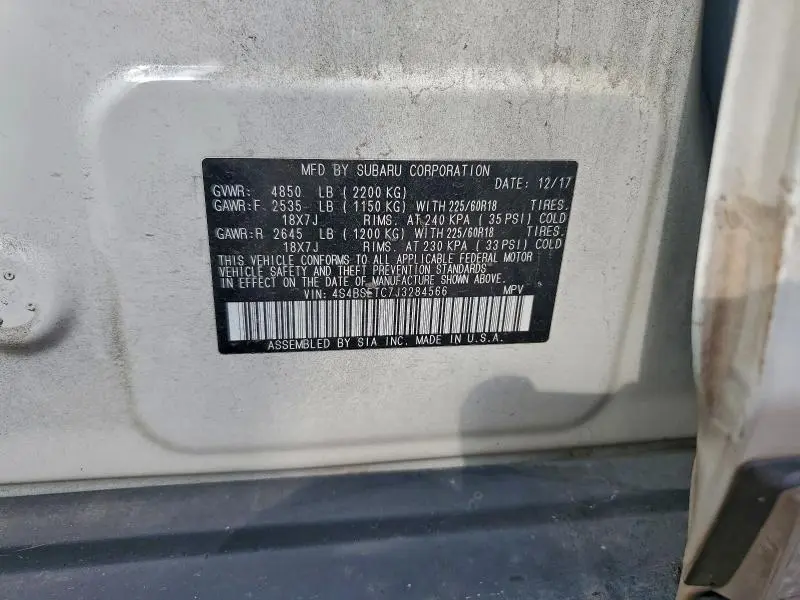 MFD BY SUBARU CORPORATION
DATE: 12/17
GVWR: 4850 LB (2200 KG)
GAWR:F 2535 LB (1150 KG) WITH 225/60R18 TIRES.
18X7J RIMS. AT 240 KPA (35 PSI) COLD
GAWR:R 2645 LB (1200 KG) WITH 225/60R18 TIRES.
18X7J RIMS. AT 230 KPA (33 PSI) COLD
THIS VEHICLE CONFORMS TO ALL APPLICABLE FEDERAL MOTOR
VEHICLE SAFETY AND THEFT PREVENTION STANDARDS
IN EFFECT ON THE DATE OF MANUFACTURE SHOWN ABOVE.
VIN: 4S4BSETC7J3284566 MPV
ASSEMBLED BY SIA INC. MADE IN U.S.A.